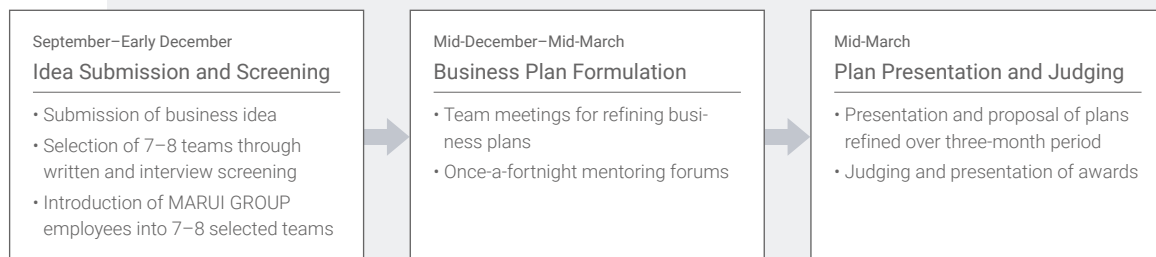 September–Early December
Idea Submission and Screening
• Submission of business idea
• Selection of 7–8 teams through
written and interview screening
• Introduction of MARUI GROUP
employees into 7–8 selected teams
Mid-December–Mid-March
Business Plan Formulation
• Team meetings for refining busi-
ness plans
• Once-a-fortnight mentoring forums
Mid-March
Plan Presentation and Judging
• Presentation and proposal of plans
refined over three-month period
• Judging and presentation of awards